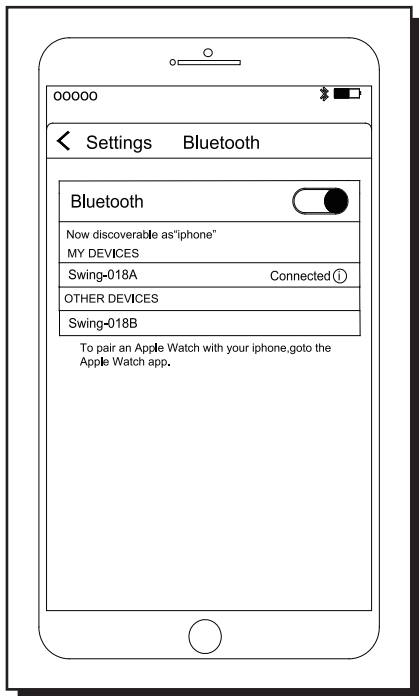 ooooo
Settings Bluetooth
Bluetooth
Now discoverable as“iphone”
MY DEVICES
Swing-018A Connected ⓘ
OTHER DEVICES
Swing-018B
To pair an Apple Watch with your iphone,goto the
Apple Watch app.